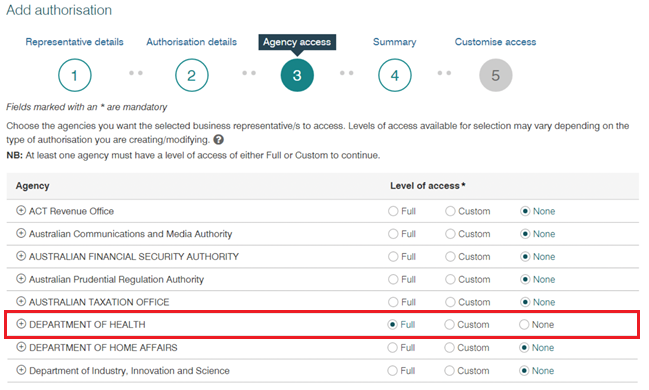 Add authorisation
Representative details Authorisation details Agency access Summary Customise access
1 2 3 4 5
Fields marked with an * are mandatory
Choose the agencies you want the selected business representative/s to access. Levels of access available for selection may vary depending on the
type of authorisation you are creating/modifying. ?
NB: At least one agency must have a level of access of either Full or Custom to continue.
Agency Level of access*
ACT Revenue Office Full Custom None
Australian Communications and Media Authority Full Custom None
AUSTRALIAN FINANCIAL SECURITY AUTHORITY Full Custom None
Australian Prudential Regulation Authority Full Custom None
AUSTRALIAN TAXATION OFFICE Full Custom None
DEPARTMENT OF HEALTH Full Custom None
DEPARTMENT OF HOME AFFAIRS Full Custom None
Department of Industry, Innovation and Science Full Custom None